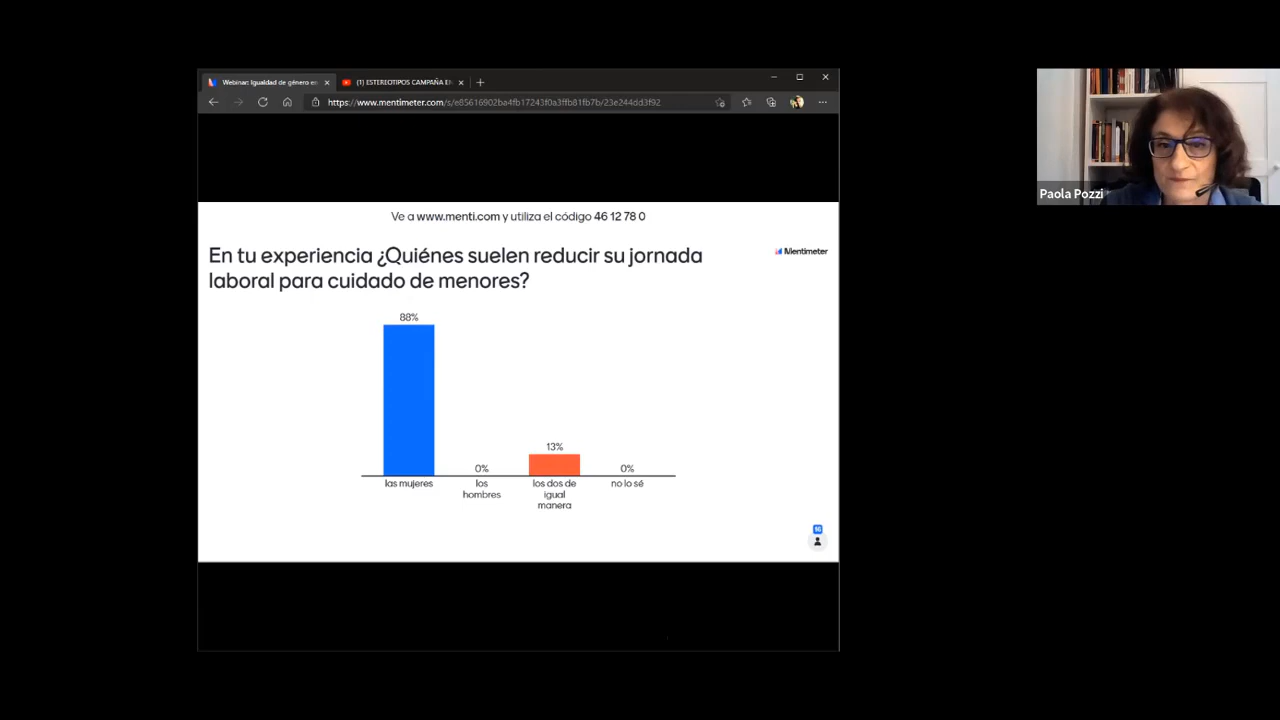 Webinar: Igualdad de género es
(1) ESTEREOTIPOS CAMPAÑA EN
https://www.mentimeter.com/s/e85616902ba4fb17243f0a3ffb81fb7b/23e244dd3f92
Paola Pozzi
Ve a www.menti.com y utiliza el código 46 12 78 0
En tu experiencia ¿Quiénes suelen reducir su jornada
laboral para cuidado de menores?
Mentimeter
88%
0%
13%
0%
las mujeres
los
hombres
los dos de
igual
manera
no lo sé